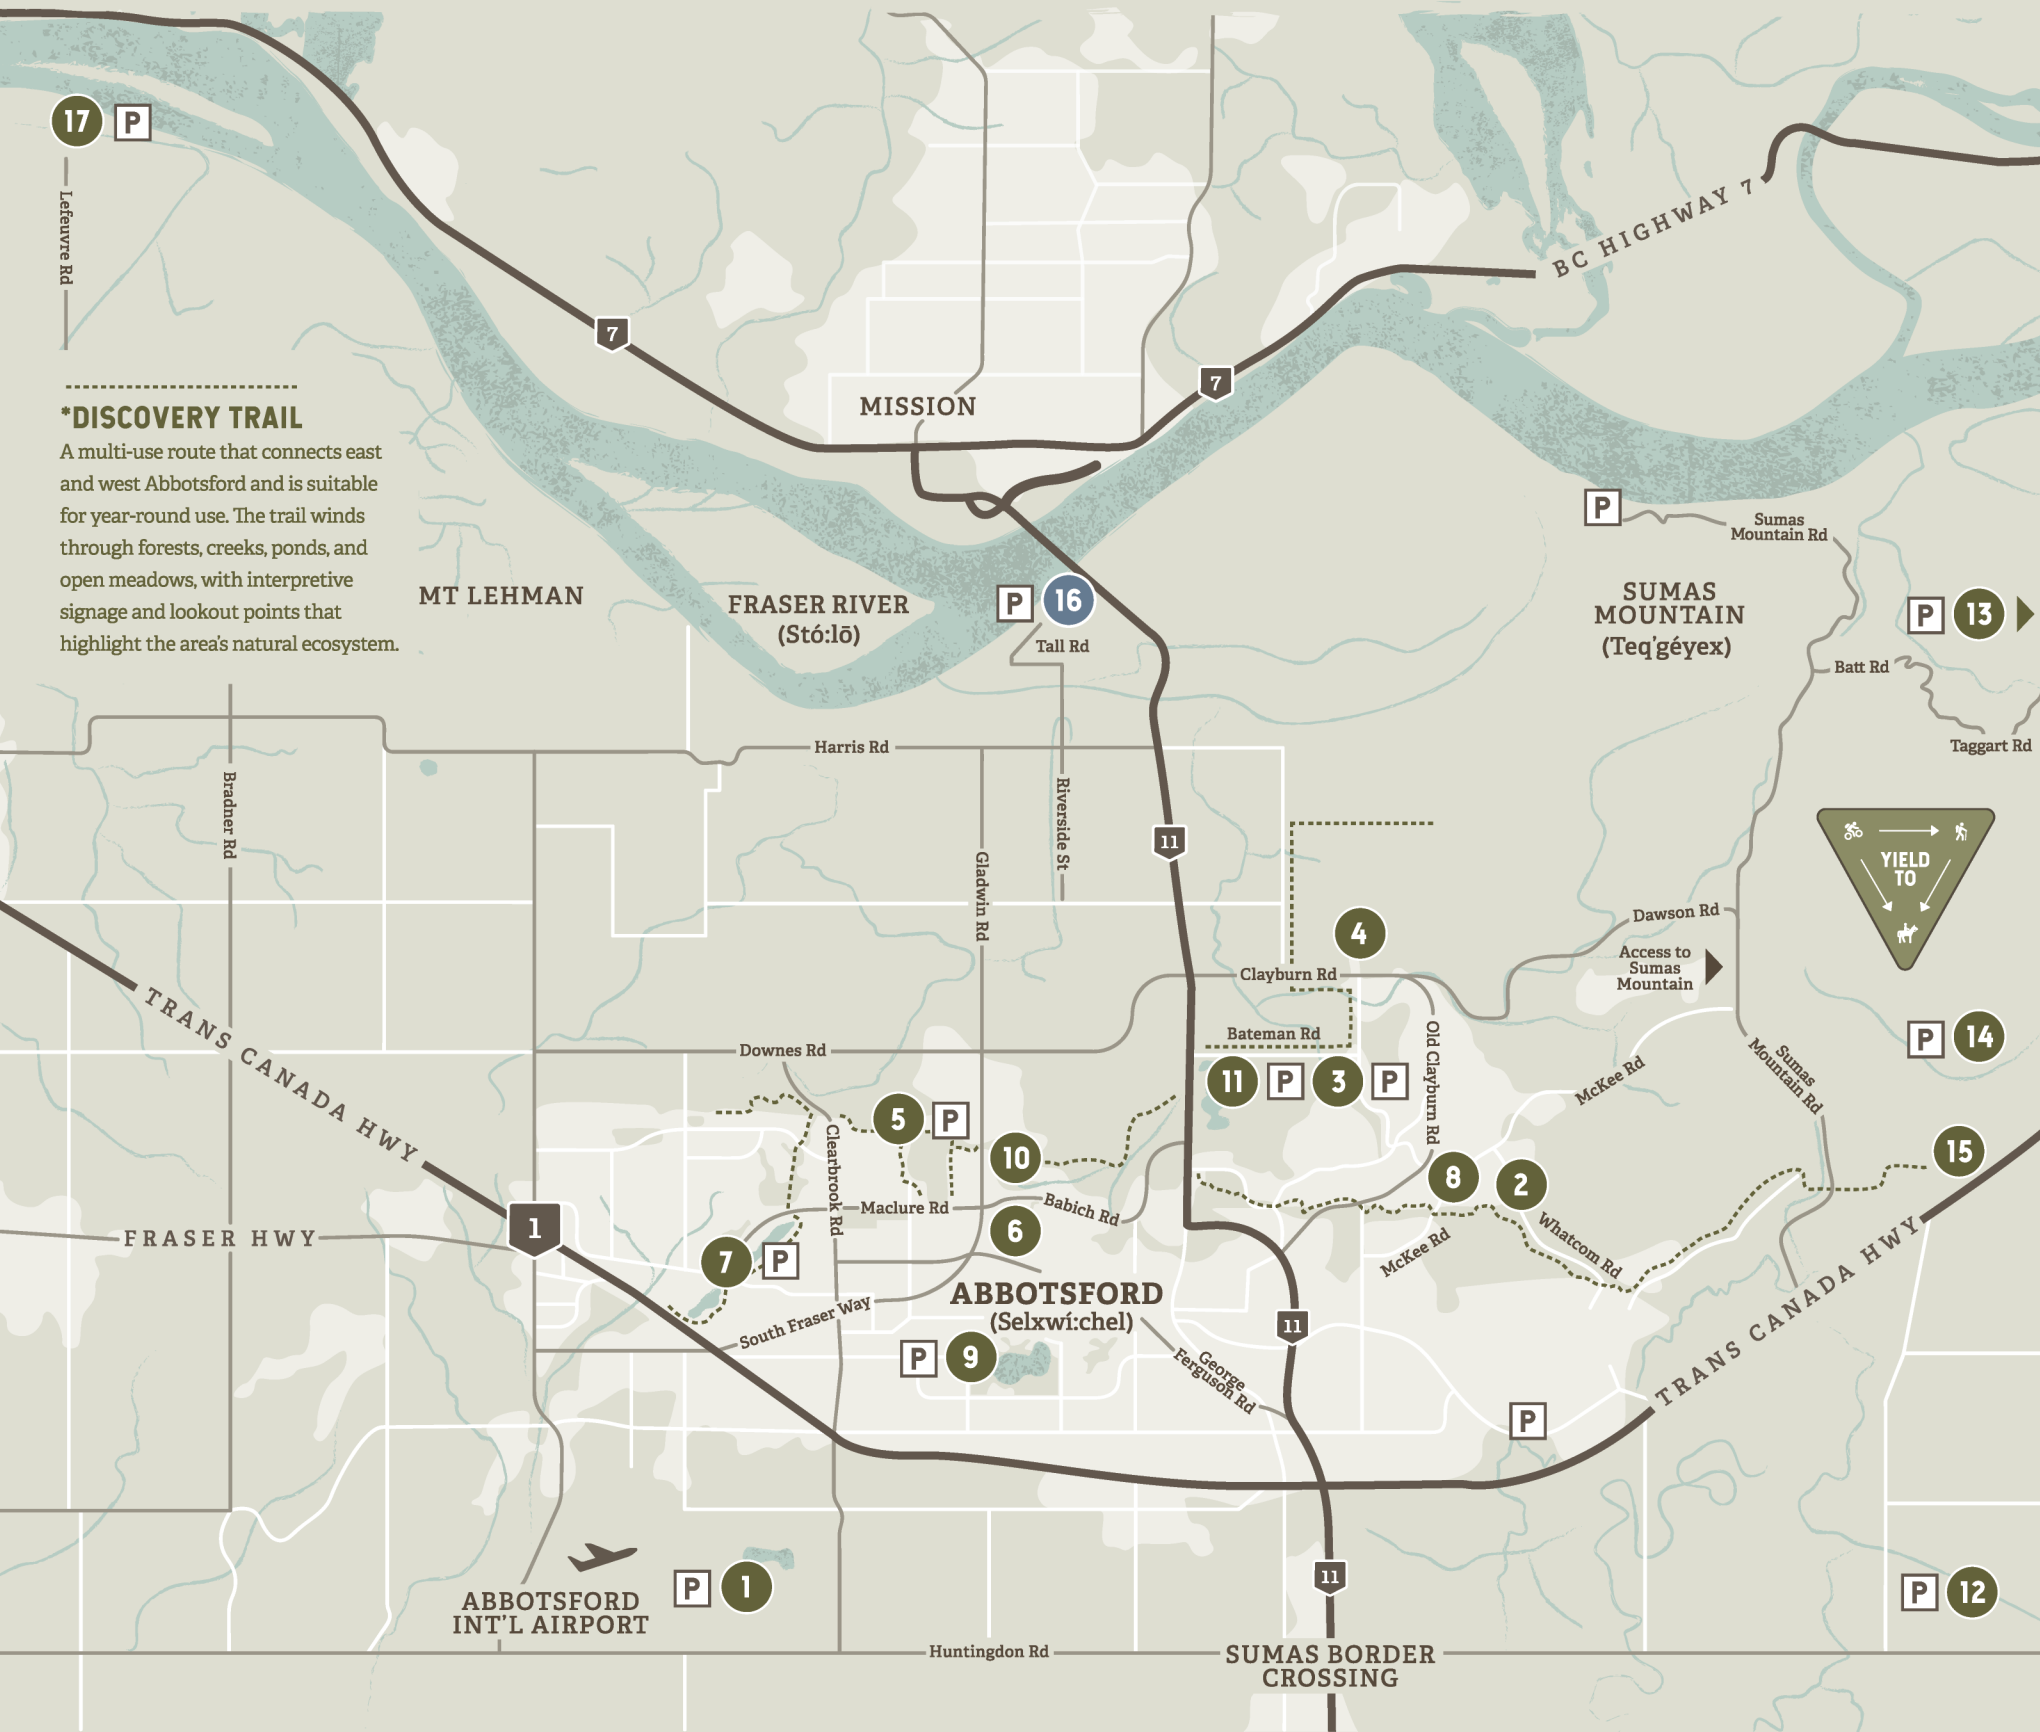 17
P
Lefeuvre Rd
7
BC HIGHWAY 7
7
MISSION
*DISCOVERY TRAIL
A multi-use route that connects east
and west Abbotsford and is suitable
for year-round use. The trail winds
through forests, creeks, ponds, and
open meadows, with interpretive
signage and lookout points that
highlight the area's natural ecosystem.
MT LEHMAN
FRASER RIVER
(Stó:lō)
P
16
Tall Rd
P
Sumas
Mountain Rd
SUMAS
MOUNTAIN
(Teq'géyex)
P
13
Batt Rd
Taggart Rd
Harris Rd
Bradner Rd
Riverside St
Gladwin Rd
11
YIELD
TO
4
Dawson Rd
Access to
Sumas
Mountain
Clayburn Rd
TRANS CANADA HWY
Bateman Rd
Old Clayburn Rd
Downes Rd
11
P
3
P
McKee Rd
Sumas
Mountain Rd
P
14
5
P
Clearbrook Rd
10
8
2
15
Maclure Rd
Babich Rd
FRASER HWY
1
6
7
P
McKee Rd
Whatcom Rd
ABBOTSFORD
(Selxwí:chel)
South Fraser Way
11
P
9
George
Ferguson Rd
TRANS CANADA HWY
P
ABBOTSFORD
INT'L AIRPORT
P
1
11
P
12
Huntingdon Rd
SUMAS BORDER
CROSSING